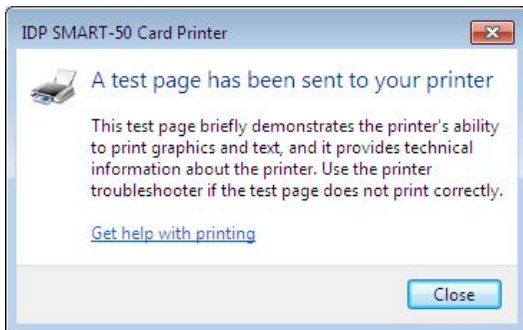 IDP SMART-50 Card Printer
A test page has been sent to your printer
This test page briefly demonstrates the printer's ability
to print graphics and text, and it provides technical
information about the printer. Use the printer
troubleshooter if the test page does not print correctly.
Get help with printing
Close